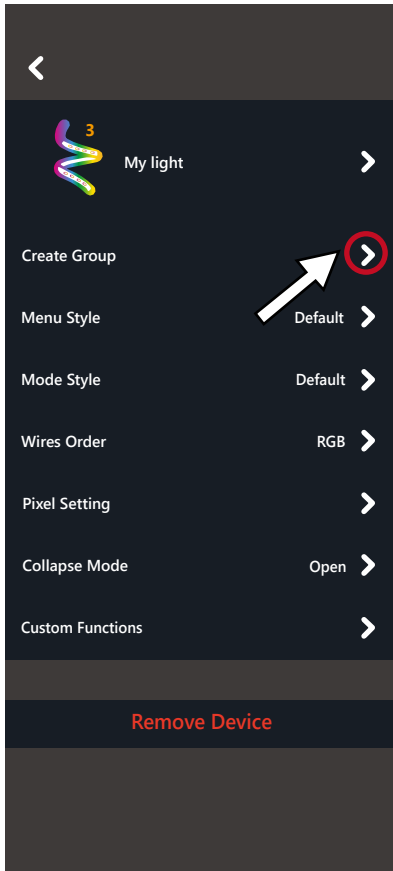 3
My light
Create Group
Menu Style Default
Mode Style Default
Wires Order RGB
Pixel Setting
Collapse Mode Open
Custom Functions
Remove Device